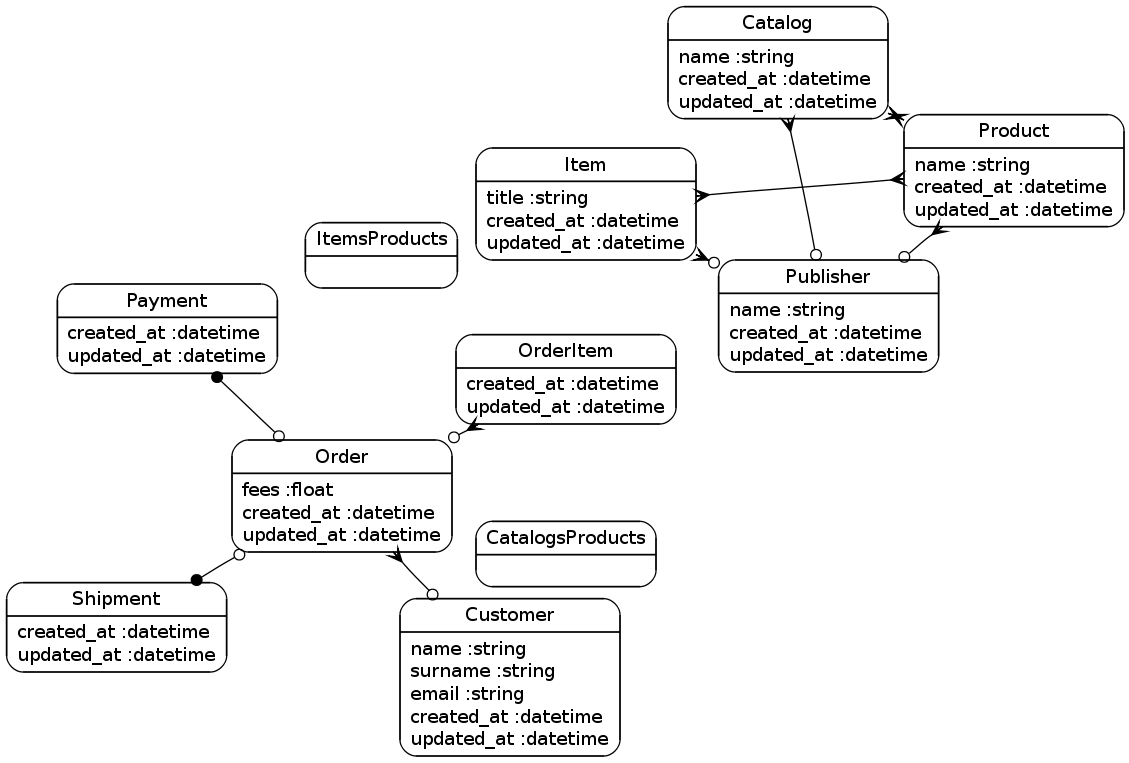 Catalog
name :string
created_at :datetime
updated_at :datetime
Product
name :string
created_at :datetime
updated_at :datetime
Item
title :string
created_at :datetime
updated_at :datetime
ItemsProducts
Publisher
name :string
created_at :datetime
updated_at :datetime
Payment
created_at :datetime
updated_at :datetime
OrderItem
created_at :datetime
updated_at :datetime
Order
fees :float
created_at :datetime
updated_at :datetime
CatalogsProducts
Shipment
created_at :datetime
updated_at :datetime
Customer
name :string
surname :string
email :string
created_at :datetime
updated_at :datetime